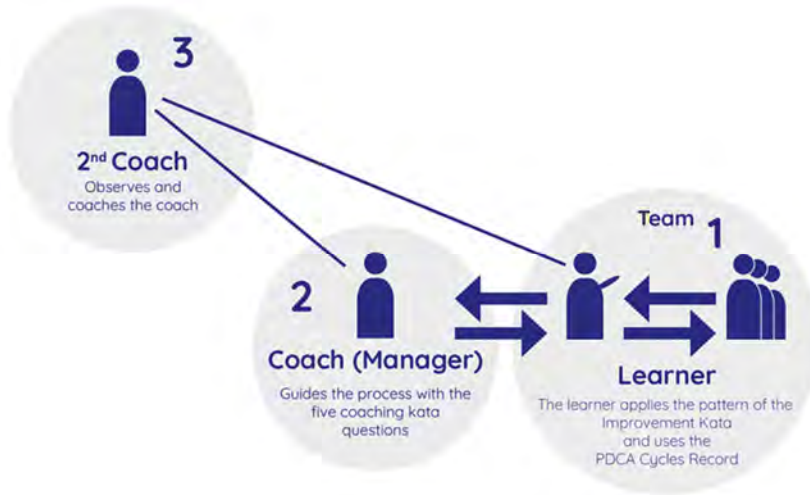 3
2nd Coach
Observes and
coaches the coach
Team 1
2
Coach (Manager)
Guides the process with the
five coaching kata
questions
Learner
The learner applies the pattern of the
Improvement Kata
and uses the
PDCA Cycles Record